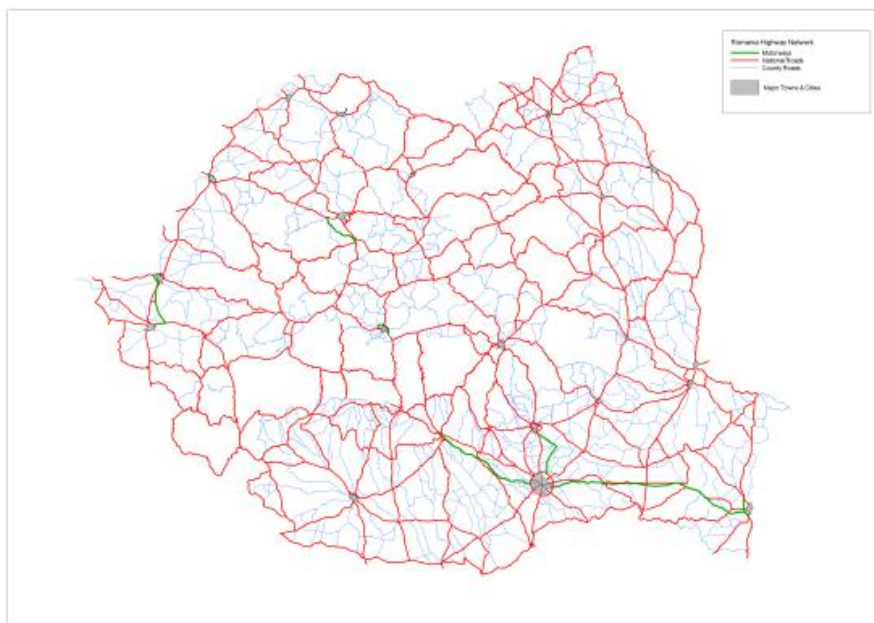 Romania Highway Network
Motorways
National Roads
County Roads
Major Towns & Cities